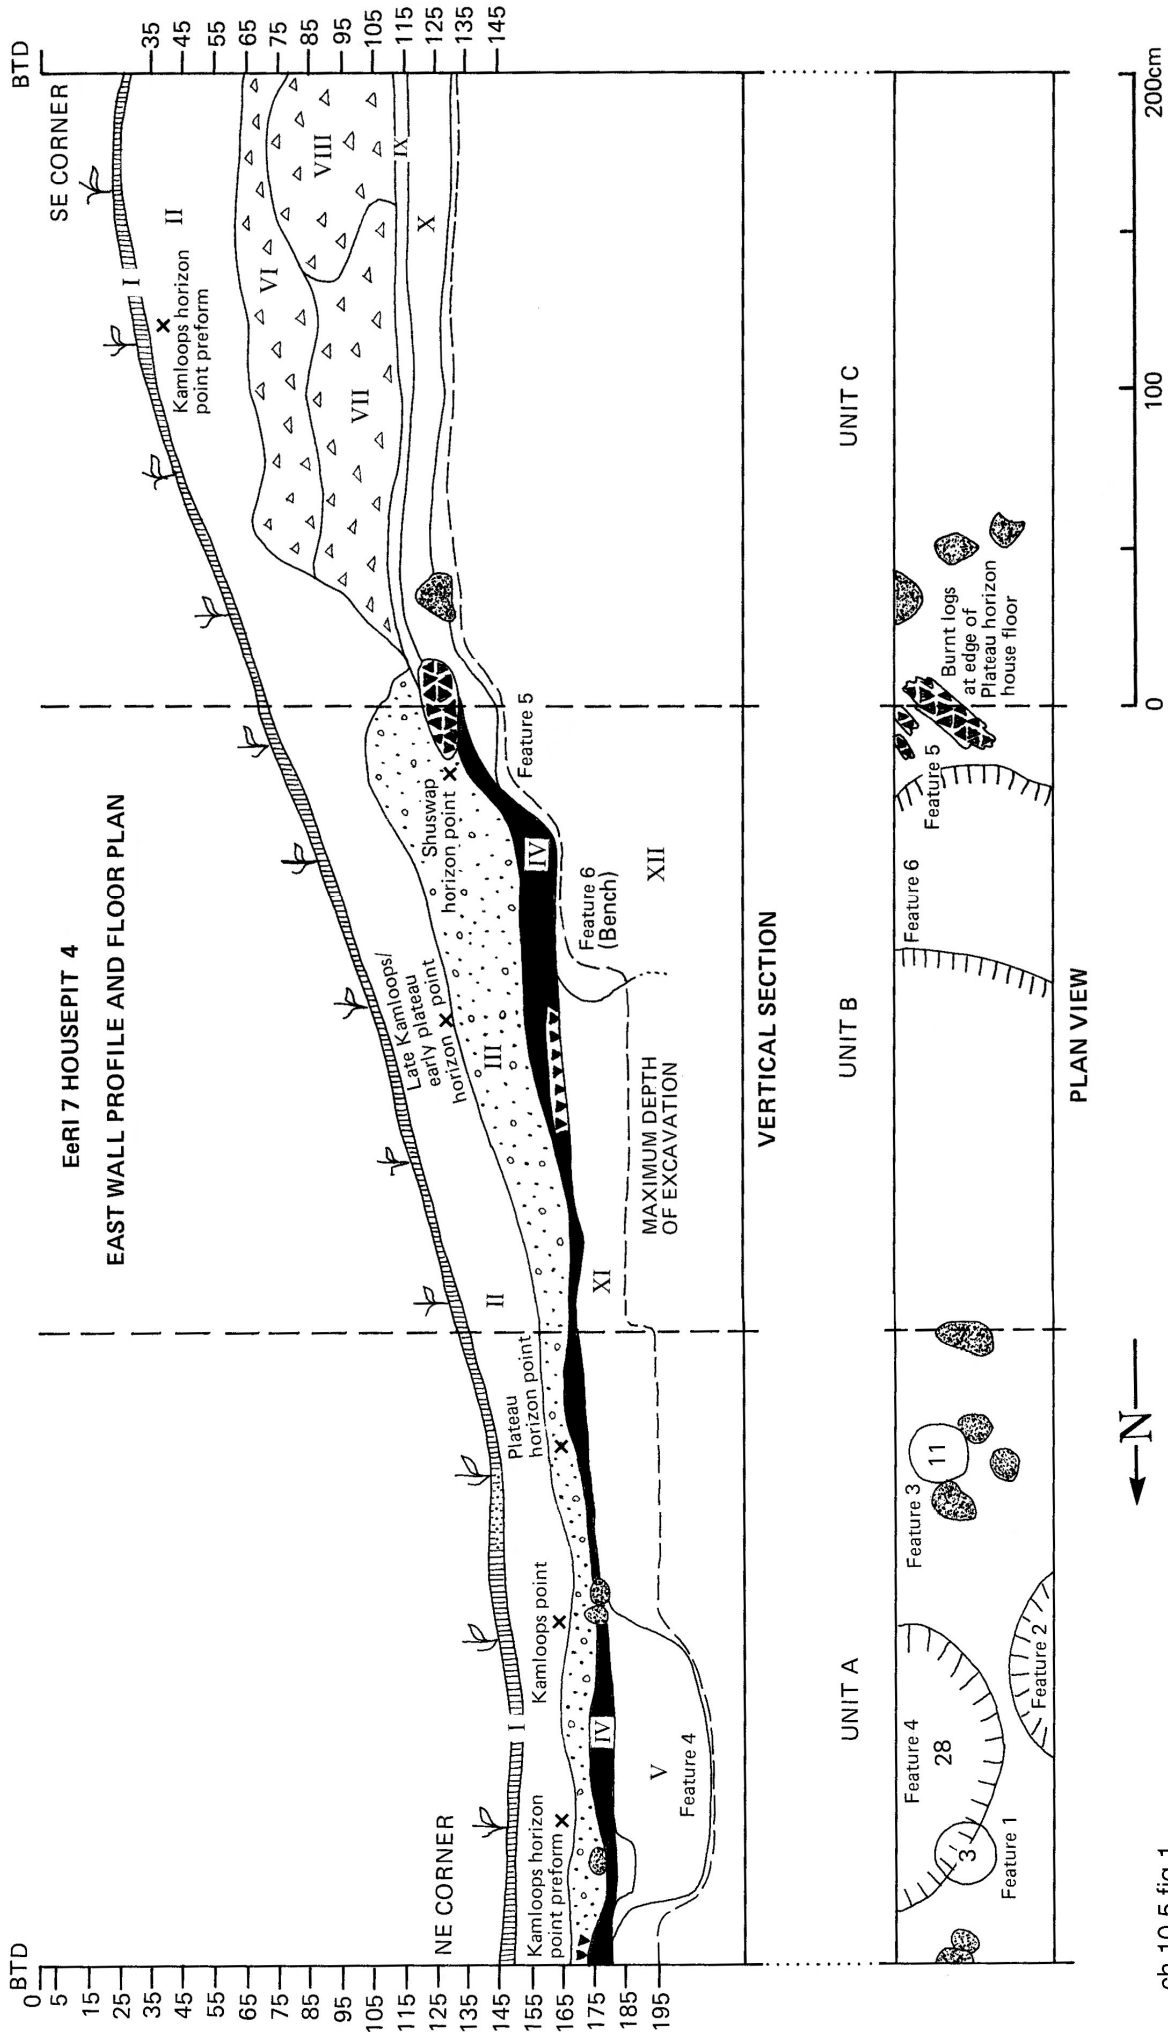 EeRI 7 HOUSEPIT 4
EAST WALL PROFILE AND FLOOR PLAN
BTD
0
5
15
25
35
45
55
65
75
85
95
105
115
125
135
145
155
165
175
185
195
NE CORNER
SE CORNER
BTD
35
45
55
65
75
85
95
105
115
125
135
145
I
I
II
II
Kamloops horizon
point preform
Kamloops point
Plateau
horizon point
Late Kamloops/
early plateau
horizon point
Shuswap
horizon point
Kamloops horizon
point preform
III
IV
IV
V
VI
VII
VIII
IX
X
XI
XII
Feature 4
Feature 6
(Bench)
Feature 5
MAXIMUM DEPTH
OF EXCAVATION
VERTICAL SECTION
UNIT A
UNIT B
UNIT C
Feature 4
28
3
Feature 1
Feature 2
Feature 3
11
Feature 6
Feature 5
Burnt logs
at edge of
Plateau horizon
house floor
PLAN VIEW
N
0
100
200cm
ch 10.5 fig 1